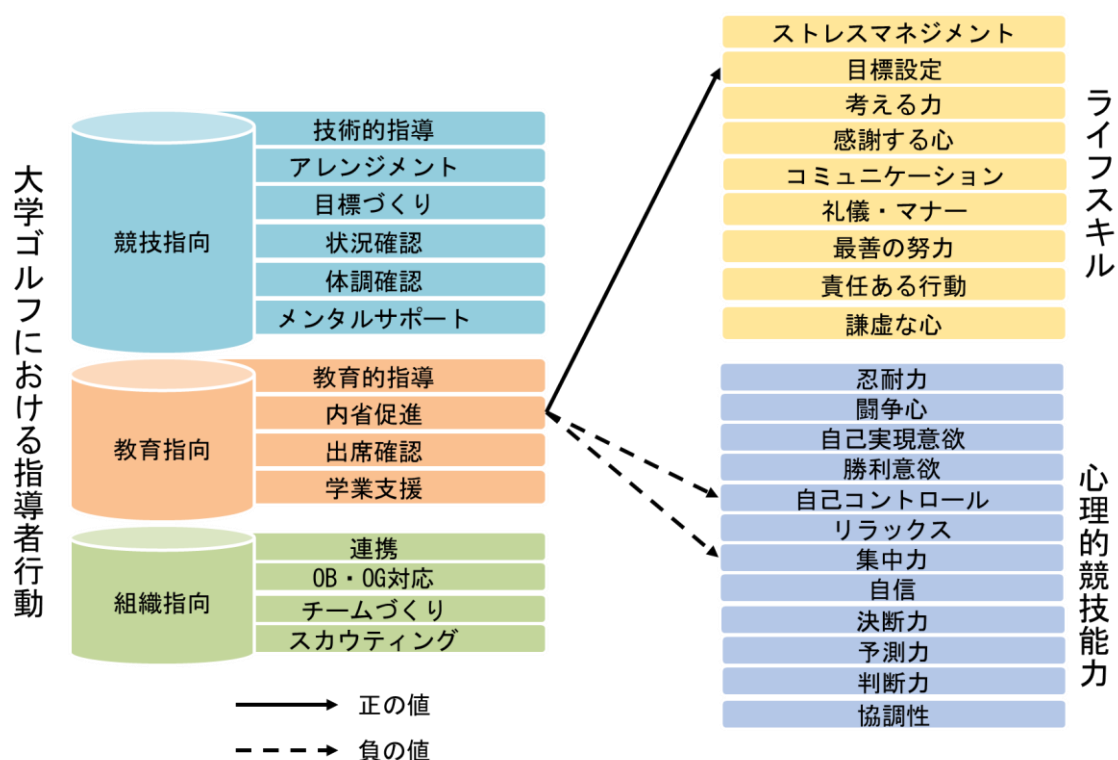 大学ゴルフにおける指導者行動
競技指向
技術的指導
アレンジメント
目標づくり
状況確認
体調確認
メンタルサポート
教育指向
教育的指導
内省促進
出席確認
学業支援
組織指向
連携
OB・OG対応
チームづくり
スカウティング
正の値
負の値
ストレスマネジメント
目標設定
考える力
感謝する心
コミュニケーション
礼儀・マナー
最善の努力
責任ある行動
謙虚な心
ライフスキル
忍耐力
闘争心
自己実現意欲
勝利意欲
自己コントロール
リラックス
集中力
自信
決断力
予測力
判断力
協調性
心理的競技能力